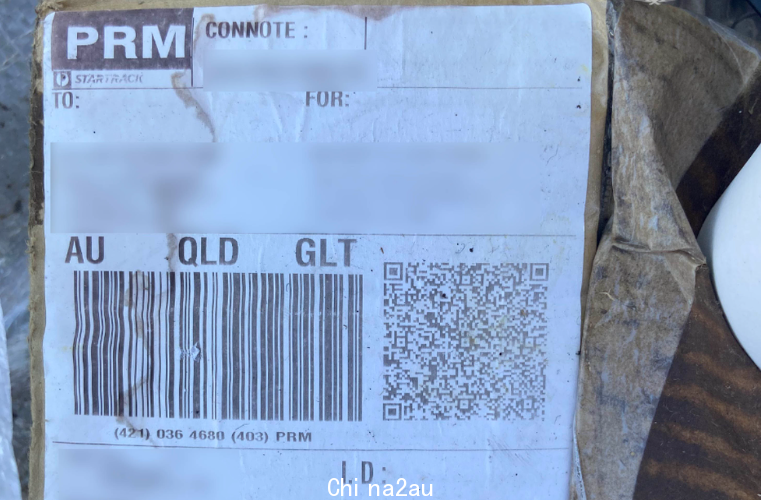 PRM CONNOTE :
STARTRACK
TO: FOR:
AU QLD GLT
(421) 036 4680 (403) PRM
I.D:
Chi na2au